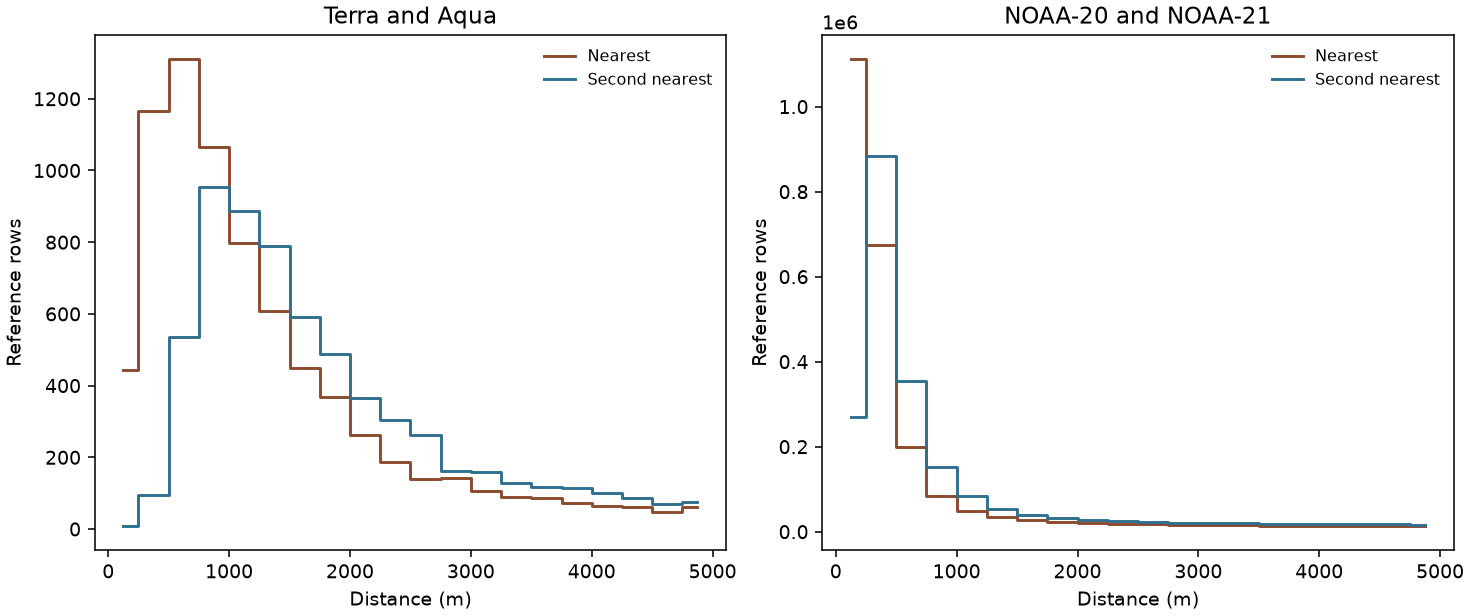 Terra and Aqua
Nearest
Second nearest
Reference rows
1200
1000
800
600
400
200
0
0 1000 2000 3000 4000 5000
Distance (m)
NOAA-20 and NOAA-21
1e6
Nearest
Second nearest
Reference rows
1.0
0.8
0.6
0.4
0.2
0.0
0 1000 2000 3000 4000 5000
Distance (m)